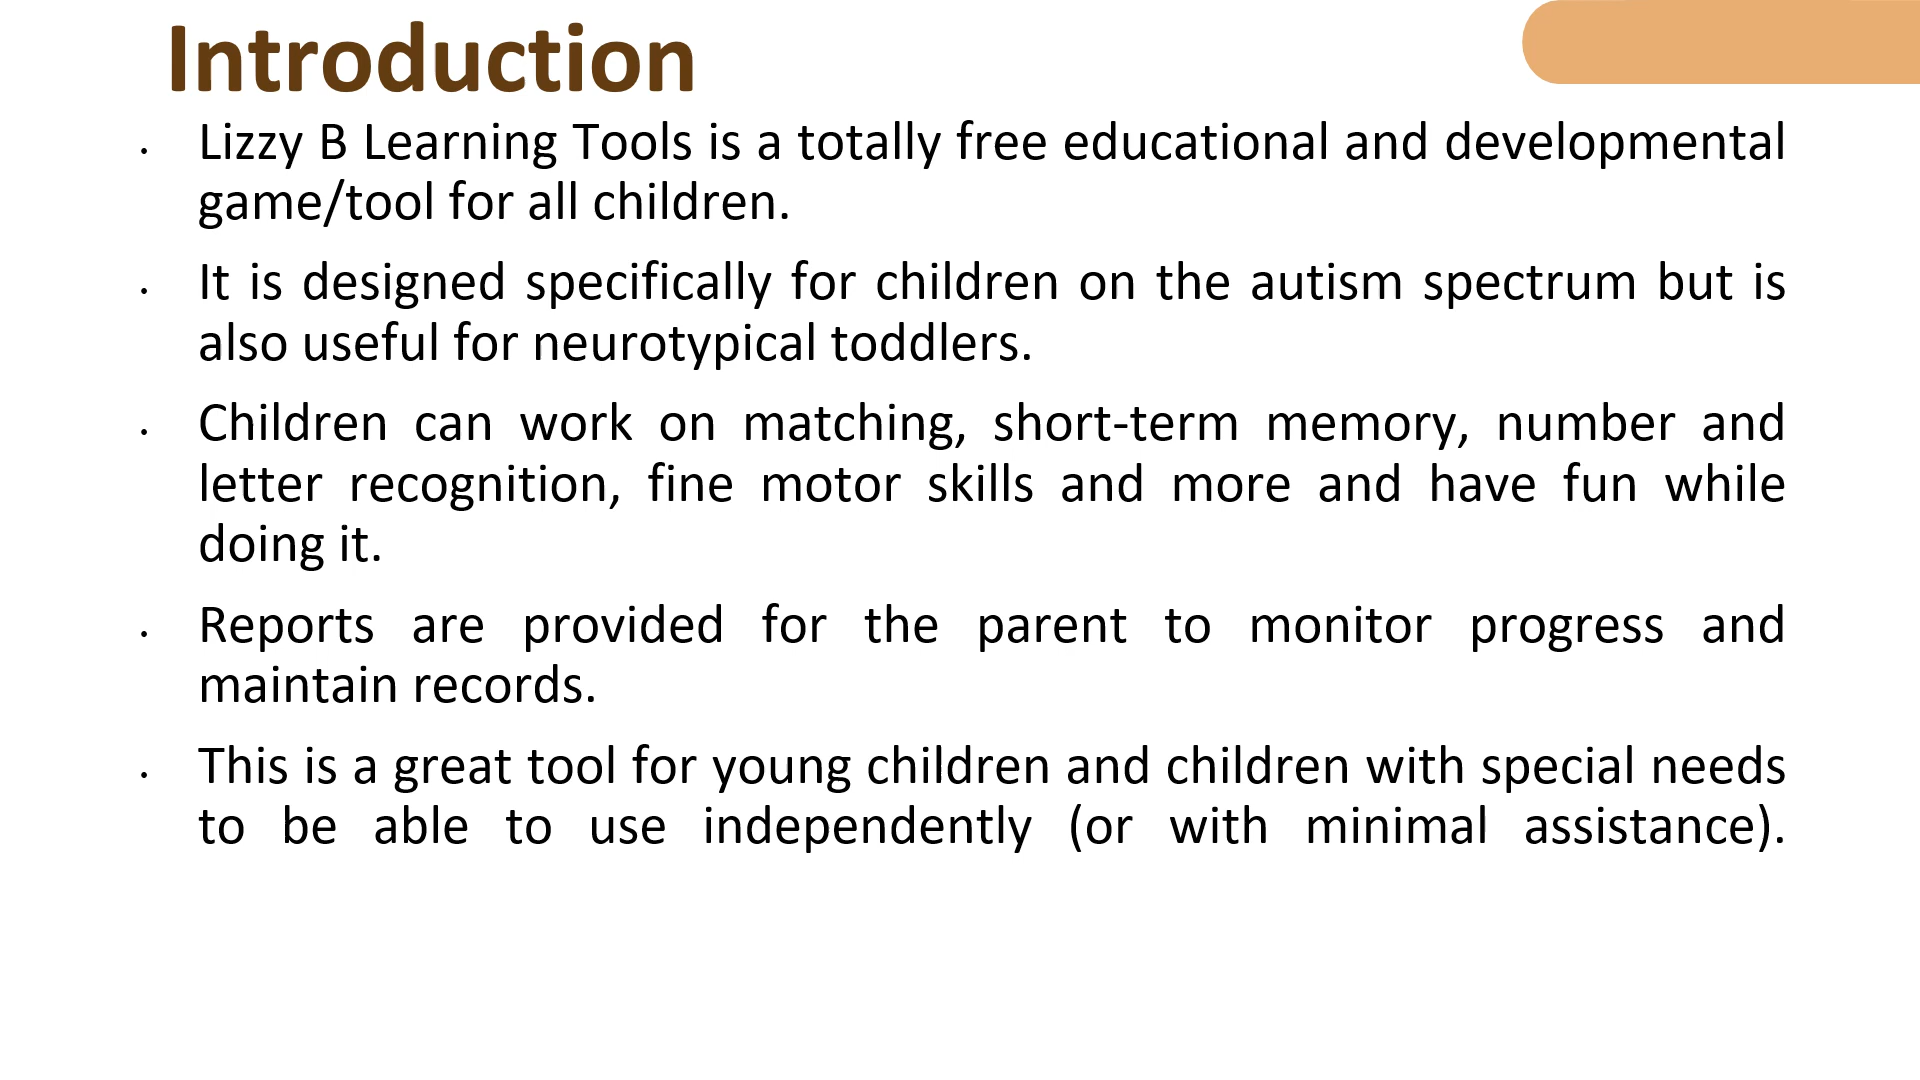 Introduction
• Lizzy B Learning Tools is a totally free educational and developmental
game/tool for all children.
• It is designed specifically for children on the autism spectrum but is
also useful for neurotypical toddlers.
• Children can work on matching, short-term memory, number and
letter recognition, fine motor skills and more and have fun while
doing it.
• Reports are provided for the parent to monitor progress and
maintain records.
• This is a great tool for young children and children with special needs
to be able to use independently (or with minimal assistance).